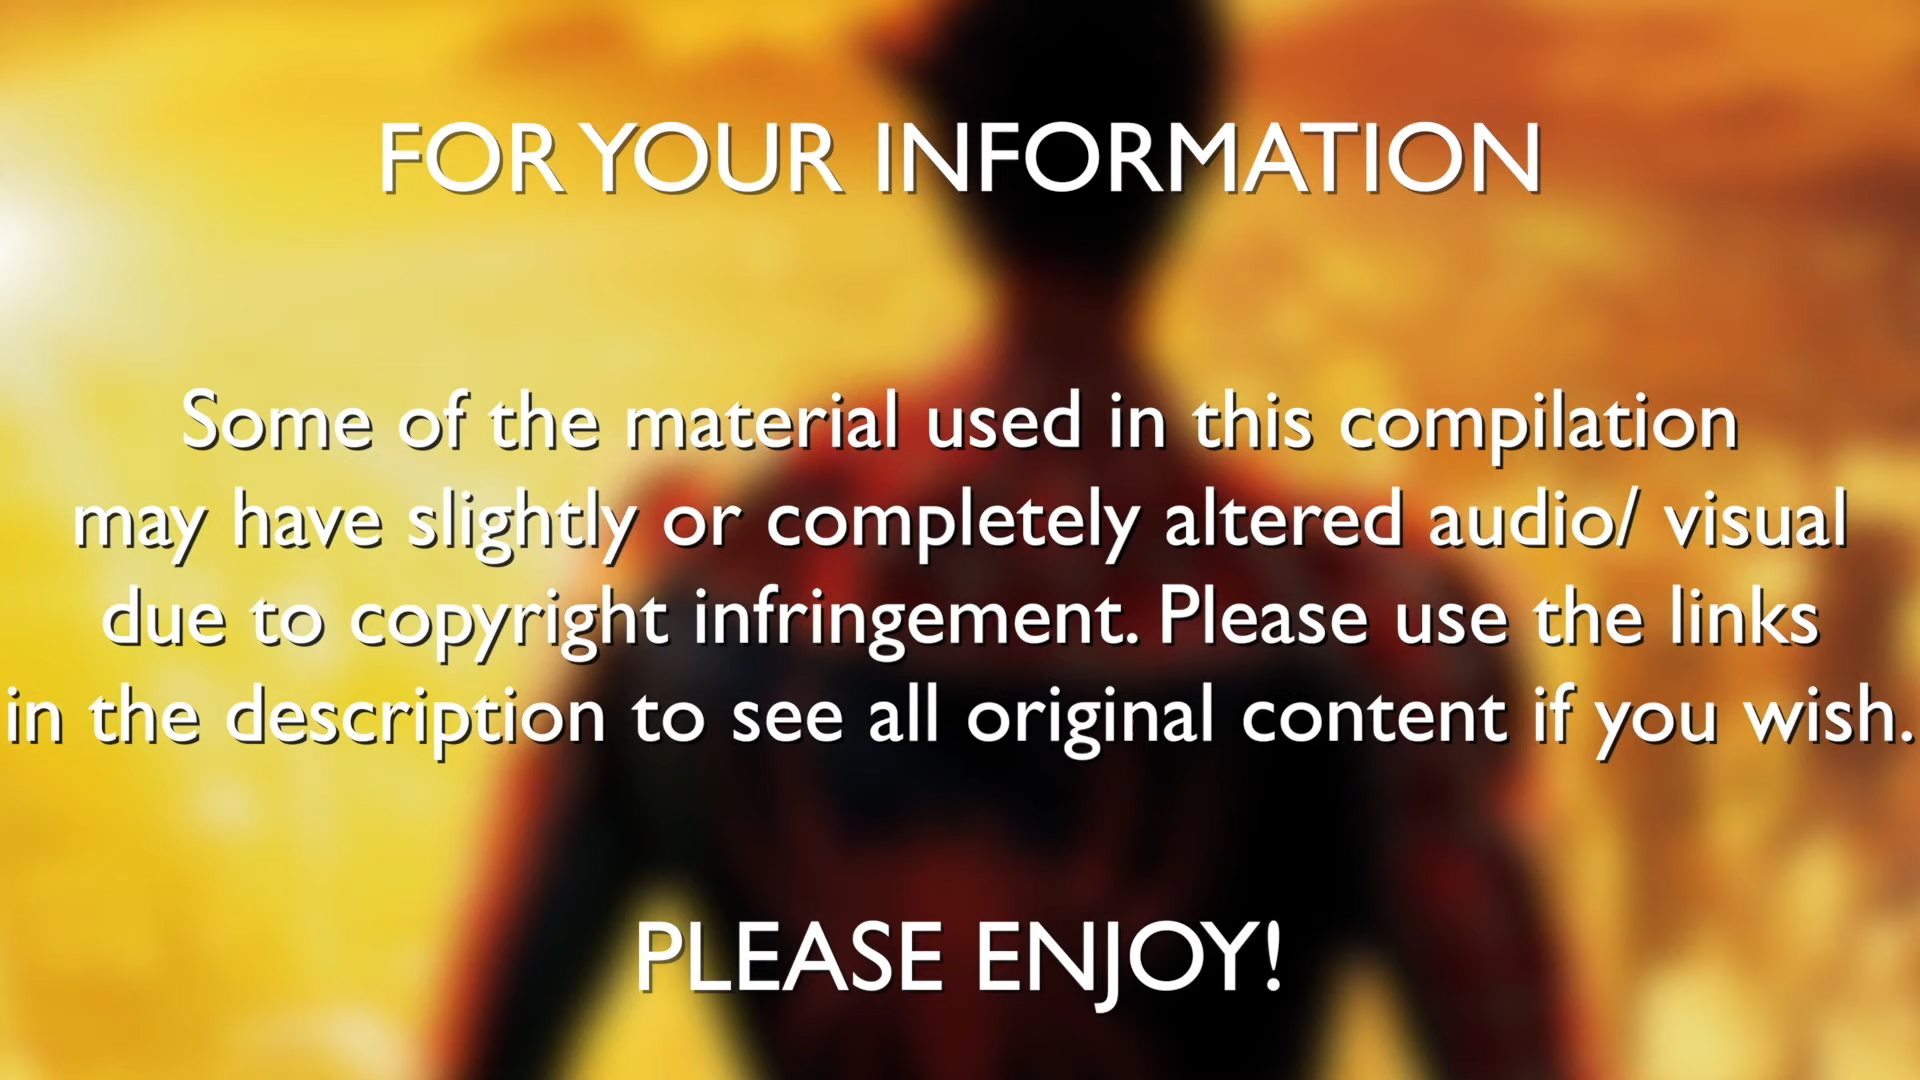 FOR YOUR INFORMATION
Some of the material used in this compilation
may have slightly or completely altered audio/ visual
due to copyright infringement. Please use the links
in the description to see all original content if you wish.
PLEASE ENJOY!